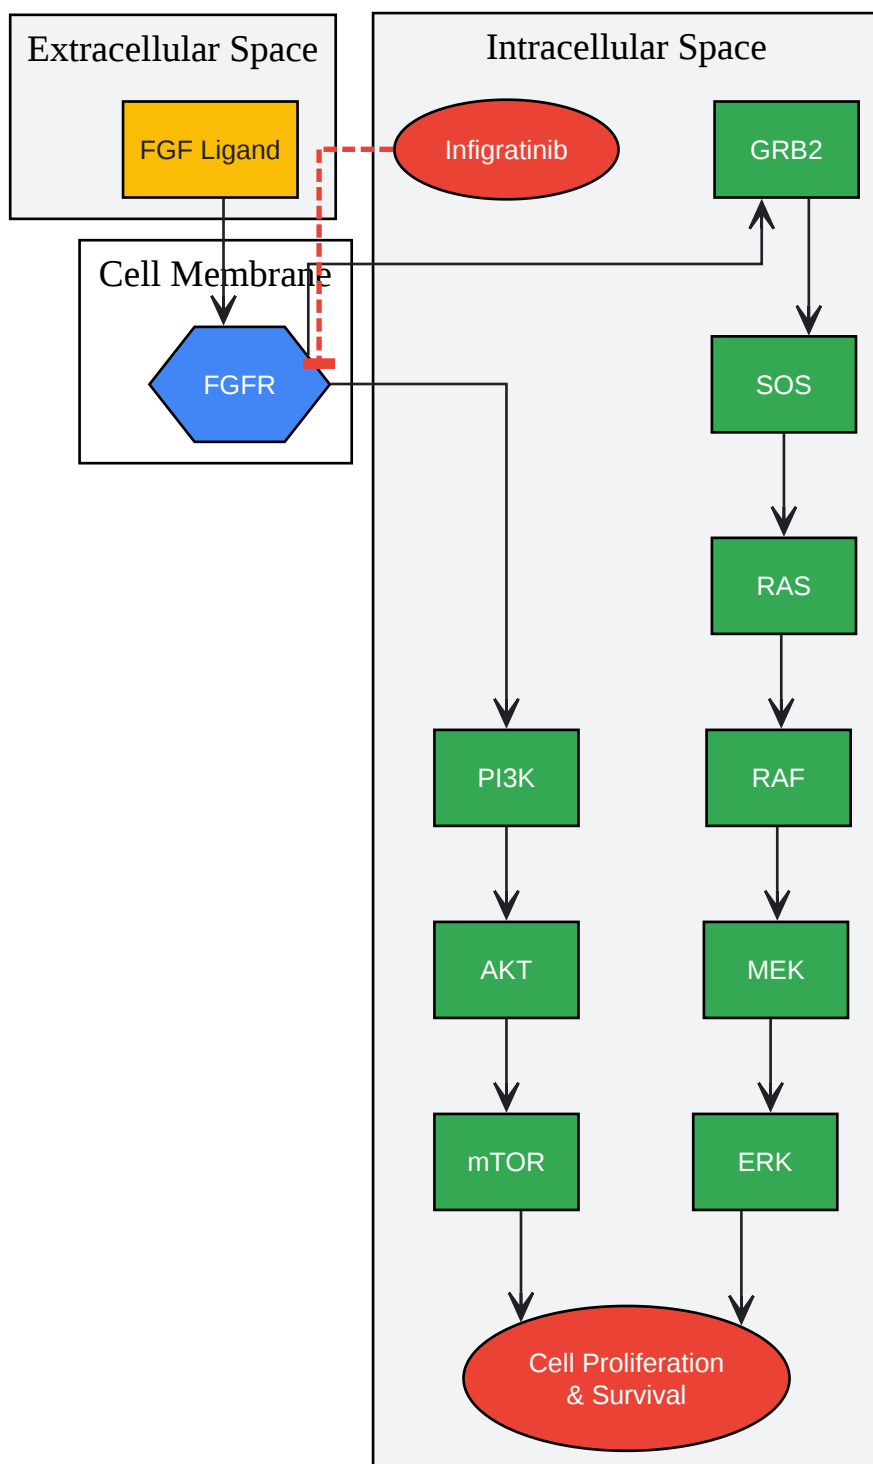 Extracellular Space
Intracellular Space
FGF Ligand
Infigratinib
GRB2
Cell Membrane
FGFR
SOS
RAS
PI3K
RAF
AKT
MEK
mTOR
ERK
Cell Proliferation
& Survival